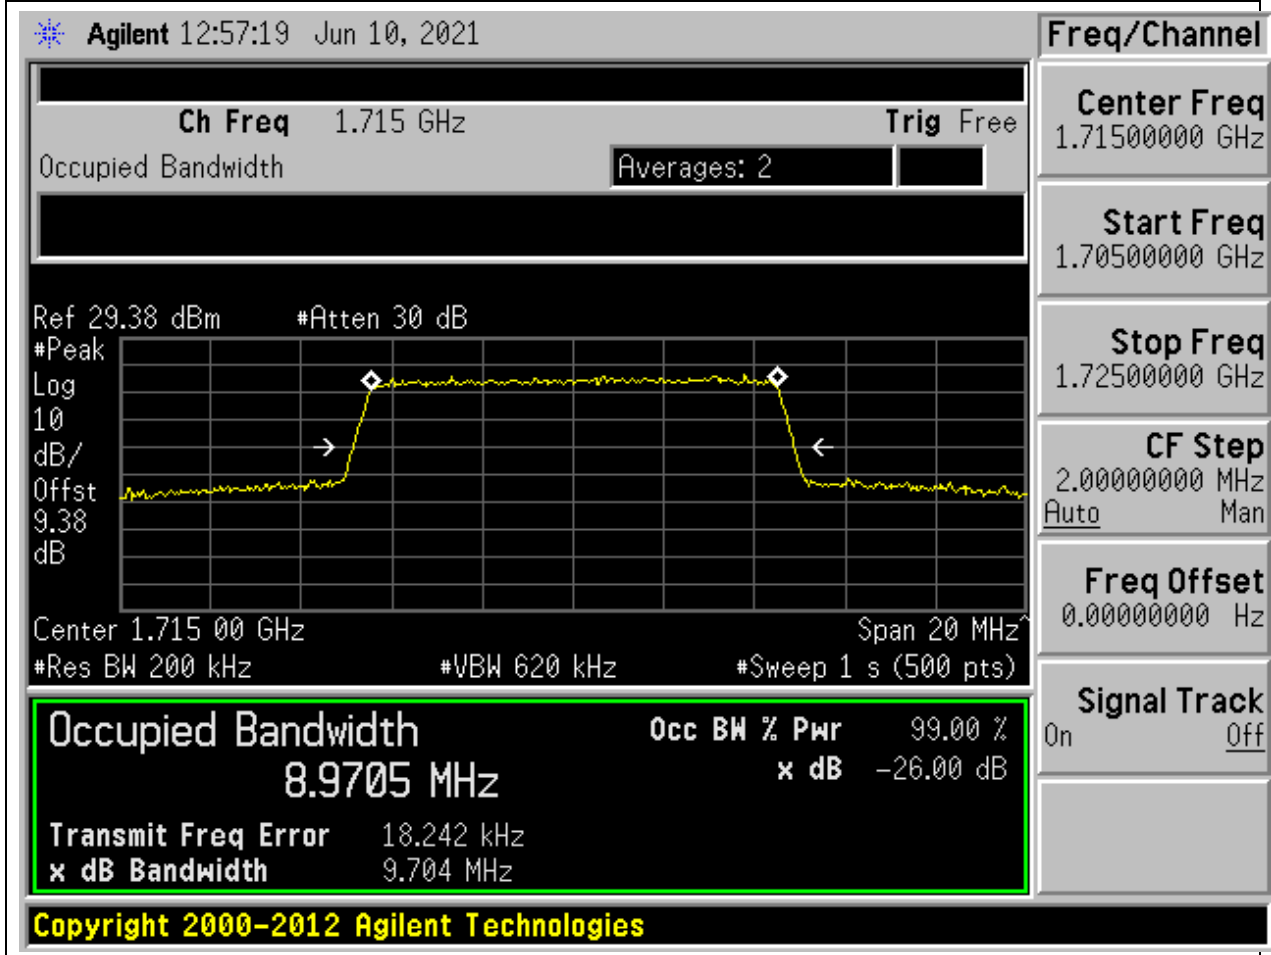 Agilent 12:57:19 Jun 10, 2021
Freq/Channel
Ch Freq 1.715 GHz Trig Free
Occupied Bandwidth Averages: 2
Ref 29.38 dBm #Atten 30 dB
#Peak
Log
10
dB/
Offst
9.38
dB
Center 1.715 00 GHz Span 20 MHz^
#Res BW 200 kHz #VBW 620 kHz #Sweep 1 s (500 pts)
Occupied Bandwidth Occ BW % Pwr 99.00 %
8.9705 MHz x dB -26.00 dB
Transmit Freq Error 18.242 kHz
x dB Bandwidth 9.704 MHz
Center Freq
1.71500000 GHz
Start Freq
1.70500000 GHz
Stop Freq
1.72500000 GHz
CF Step
2.00000000 MHz
Auto Man
Freq Offset
0.00000000 Hz
Signal Track
On Off
Copyright 2000-2012 Agilent Technologies